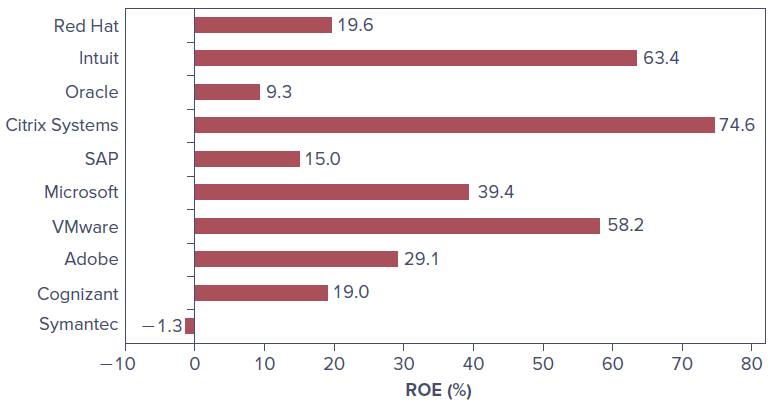 Red Hat 19.6
Intuit 63.4
Oracle 9.3
Citrix Systems 74.6
SAP 15.0
Microsoft 39.4
VMware 58.2
Adobe 29.1
Cognizant 19.0
Symantec −1.3
−10 0 10 20 30 40 50 60 70 80
ROE (%)